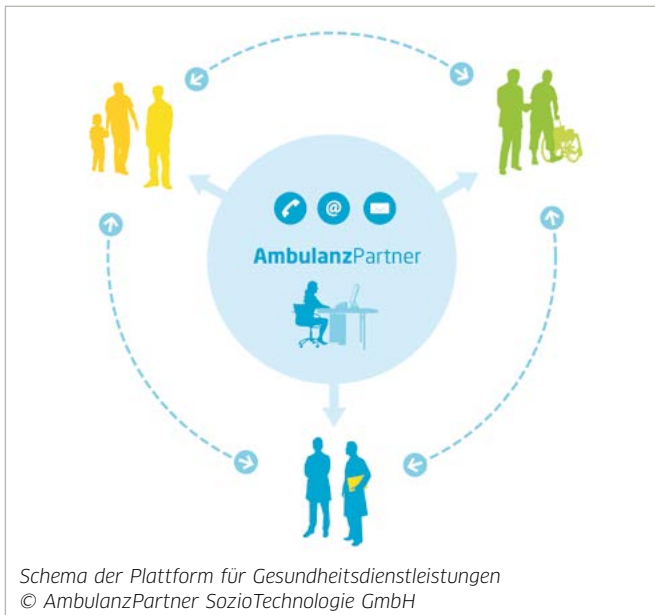 @
AmbulanzPartner
Schema der Plattform für Gesundheitsdienstleistungen
© AmbulanzPartner SozioTechnologie GmbH